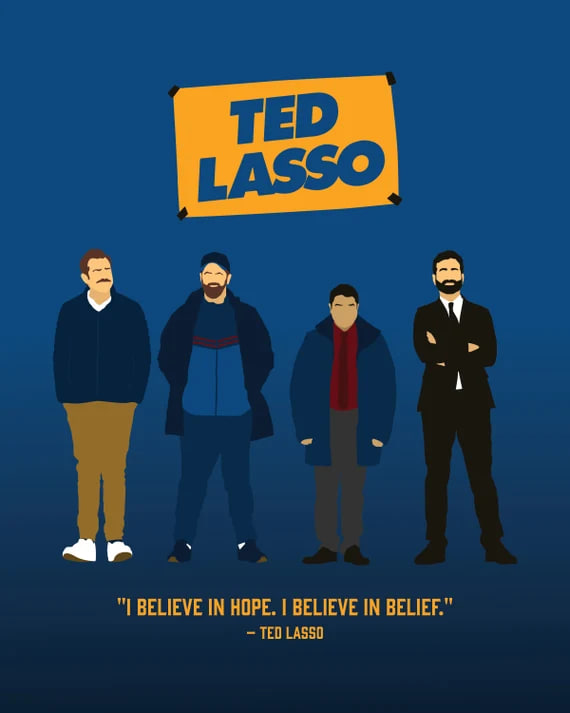 TED
LASSO
"I BELIEVE IN HOPE. I BELIEVE IN BELIEF."
– TED LASSO